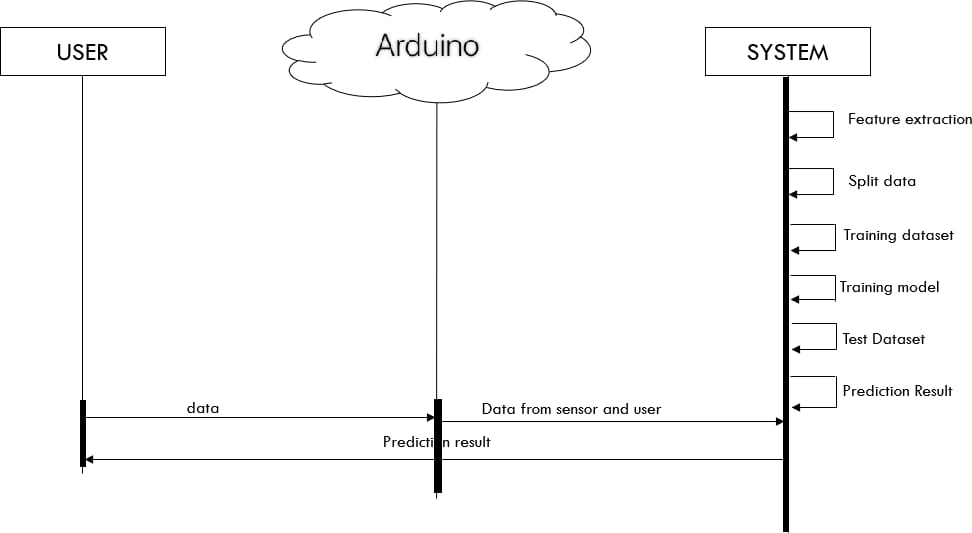 USER
Arduino
SYSTEM
Feature extraction
Split data
Training dataset
Training model
Test Dataset
Prediction Result
data
Data from sensor and user
Prediction result